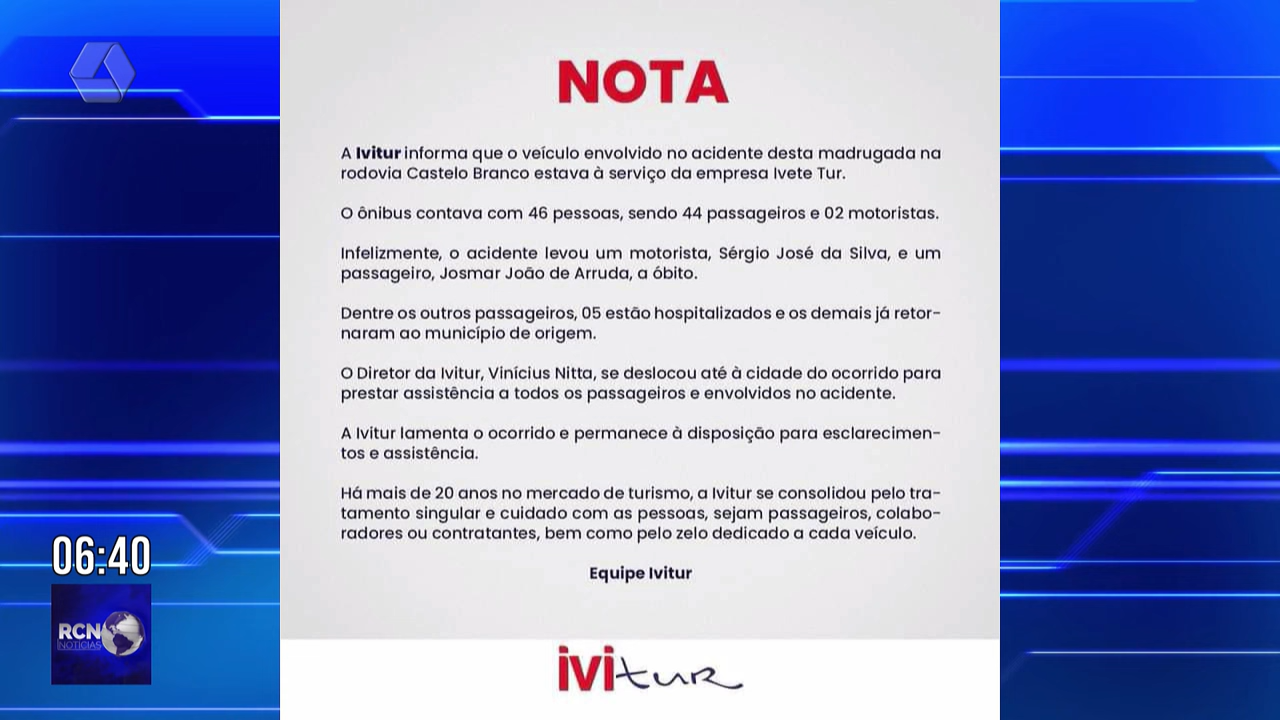 NOTA
A Ivitur informa que o veículo envolvido no acidente desta madrugada na
rodovia Castelo Branco estava à serviço da empresa Ivete Tur.
O ônibus contava com 46 pessoas, sendo 44 passageiros e 02 motoristas.
Infelizmente, o acidente levou um motorista, Sérgio José da Silva, e um
passageiro, Josmar João de Arruda, a óbito.
Dentre os outros passageiros, 05 estão hospitalizados e os demais já retor-
naram ao município de origem.
O Diretor da Ivitur, Vinícius Nitta, se deslocou até à cidade do ocorrido para
prestar assistência a todos os passageiros e envolvidos no acidente.
A Ivitur lamenta o ocorrido e permanece à disposição para esclarecimen-
tos e assistência.
Há mais de 20 anos no mercado de turismo, a Ivitur se consolidou pelo tra-
tamento singular e cuidado com as pessoas, sejam passageiros, colabo-
radores ou contratantes, bem como pelo zelo dedicado a cada veículo.
Equipe Ivitur
ivitur
06:40
RCN
NOTÍCIAS